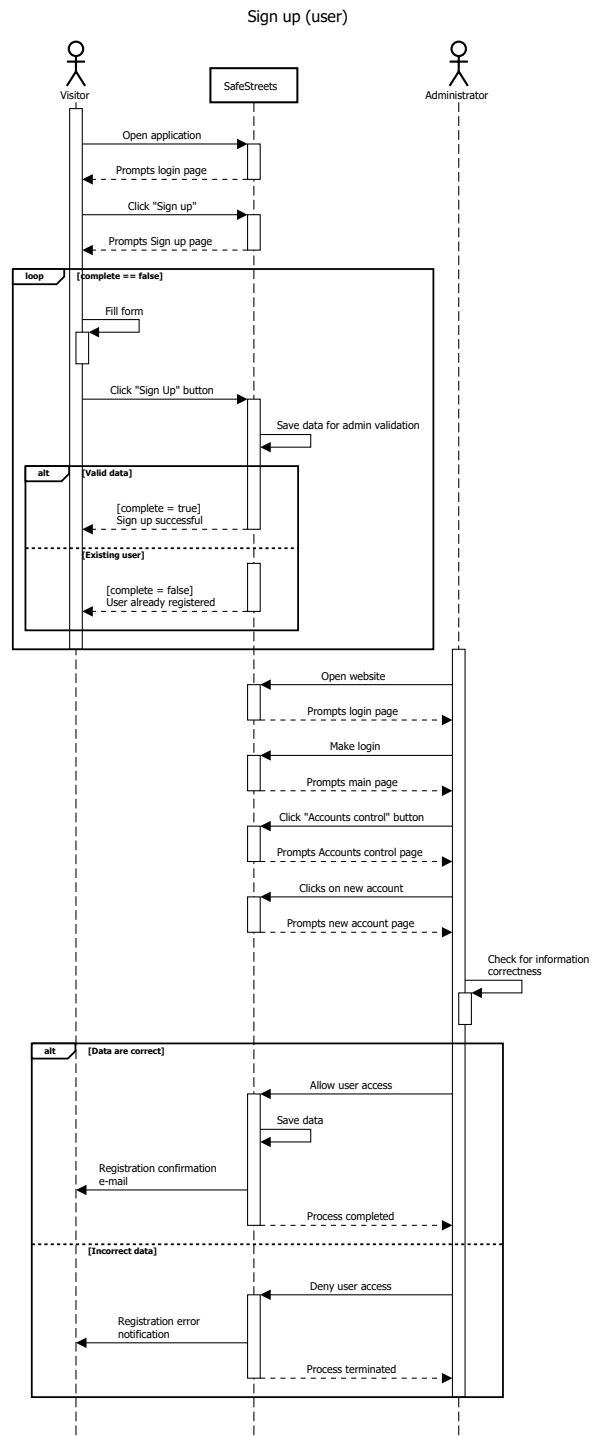 Sign up (user)
Visitor
SafeStreets
Administrator
Open application
Prompts login page
Click "Sign up"
Prompts Sign up page
loop
[complete == false]
Fill form
Click "Sign Up" button
Save data for admin validation
alt
[Valid data]
[complete = true]
Sign up successful
[Existing user]
[complete = false]
User already registered
Open website
Prompts login page
Make login
Prompts main page
Click "Accounts control" button
Prompts Accounts control page
Clicks on new account
Prompts new account page
Check for information
correctness
alt
[Data are correct]
Allow user access
Save data
Registration confirmation
e-mail
Process completed
[Incorrect data]
Deny user access
Registration error
notification
Process terminated